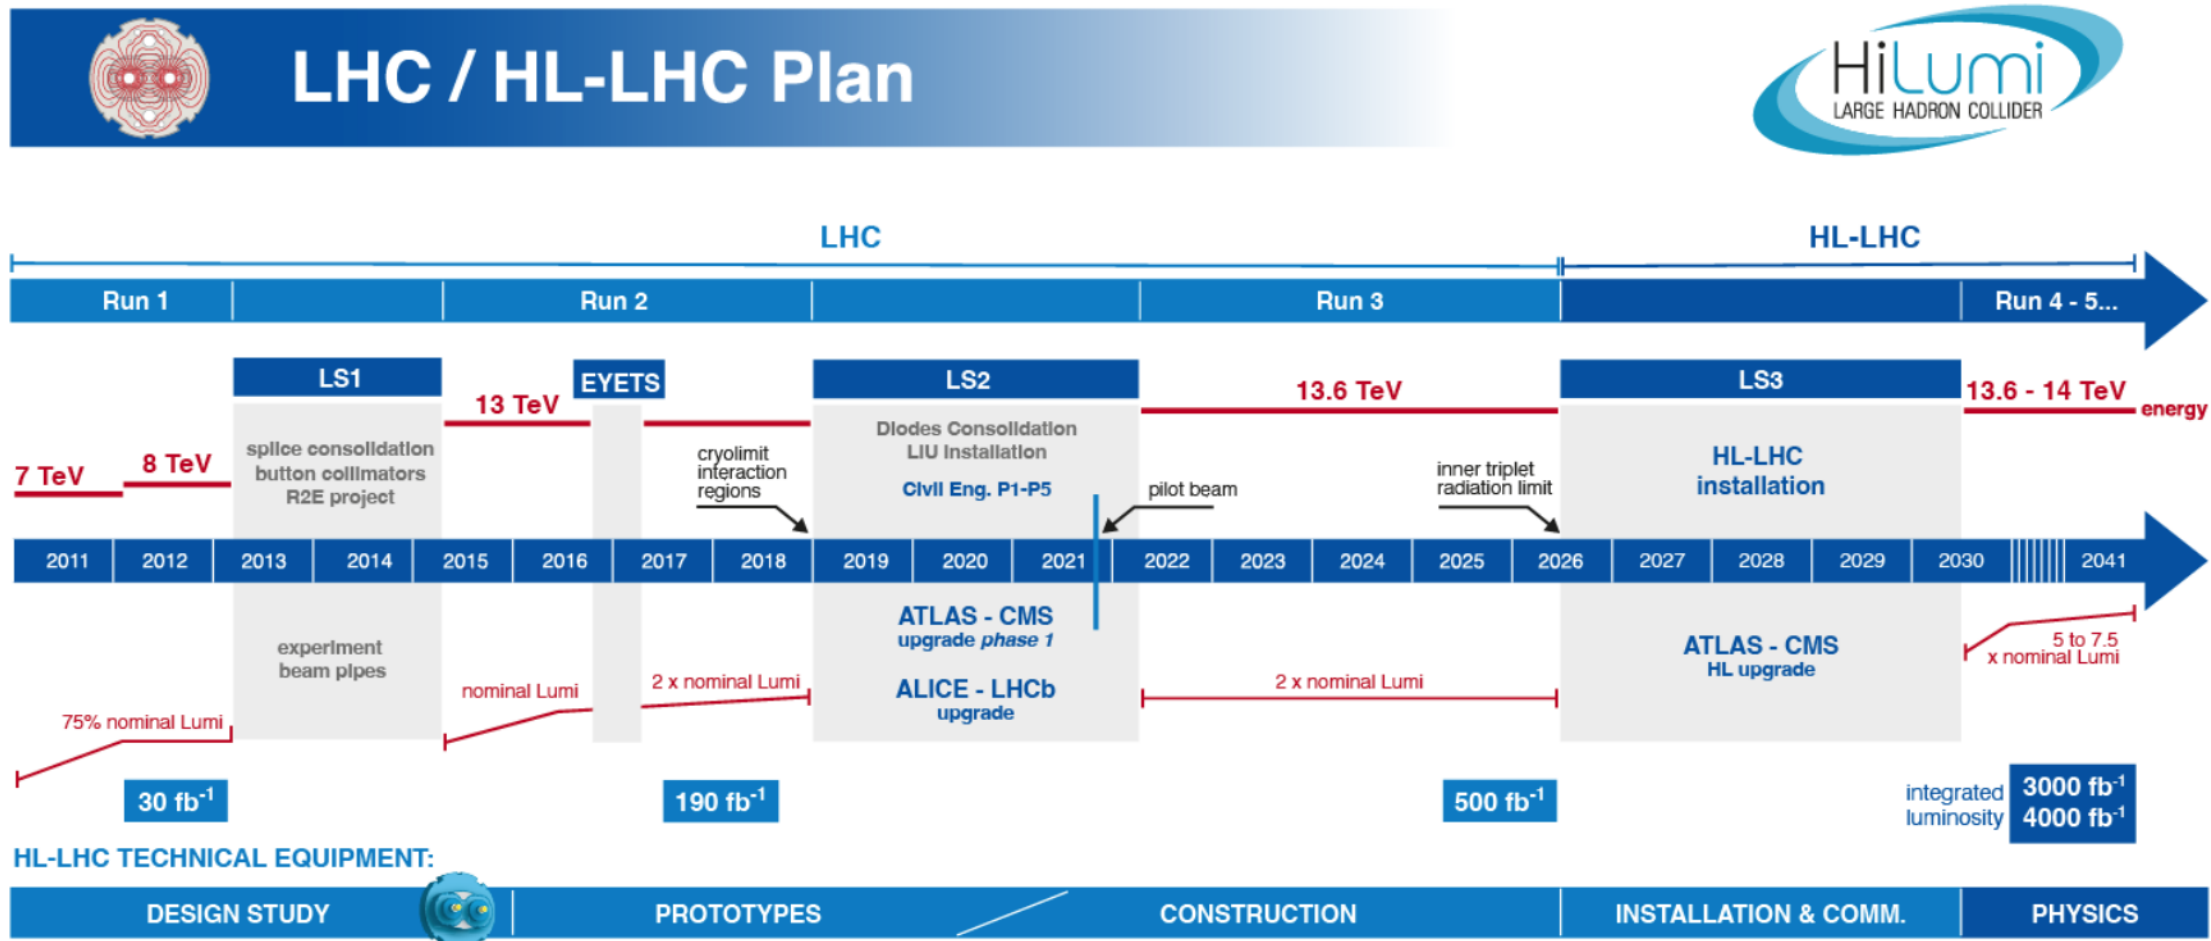 LHC / HL-LHC Plan
HiLumi
LARGE HADRON COLLIDER
LHC
HL-LHC
Run 1
Run 2
Run 3
Run 4 - 5...
LS1
EYETS
LS2
LS3
13 TeV
13.6 TeV
13.6 - 14 TeV
energy
7 TeV
8 TeV
splice consolidation
button collimators
R2E project
cryolimit
interaction
regions
Diodes Consolidation
LIU Installation
Civil Eng. P1-P5
pilot beam
inner triplet
radiation limit
HL-LHC
installation
2011
2012
2013
2014
2015
2016
2017
2018
2019
2020
2021
2022
2023
2024
2025
2026
2027
2028
2029
2030
2041
experiment
beam pipes
ATLAS - CMS
upgrade phase 1
ALICE - LHCb
upgrade
ATLAS - CMS
HL upgrade
5 to 7.5
x nominal Lumi
75% nominal Lumi
nominal Lumi
2 x nominal Lumi
2 x nominal Lumi
30 fb⁻¹
190 fb⁻¹
500 fb⁻¹
integrated
luminosity
3000 fb⁻¹
4000 fb⁻¹
HL-LHC TECHNICAL EQUIPMENT:
DESIGN STUDY
PROTOTYPES
CONSTRUCTION
INSTALLATION & COMM.
PHYSICS